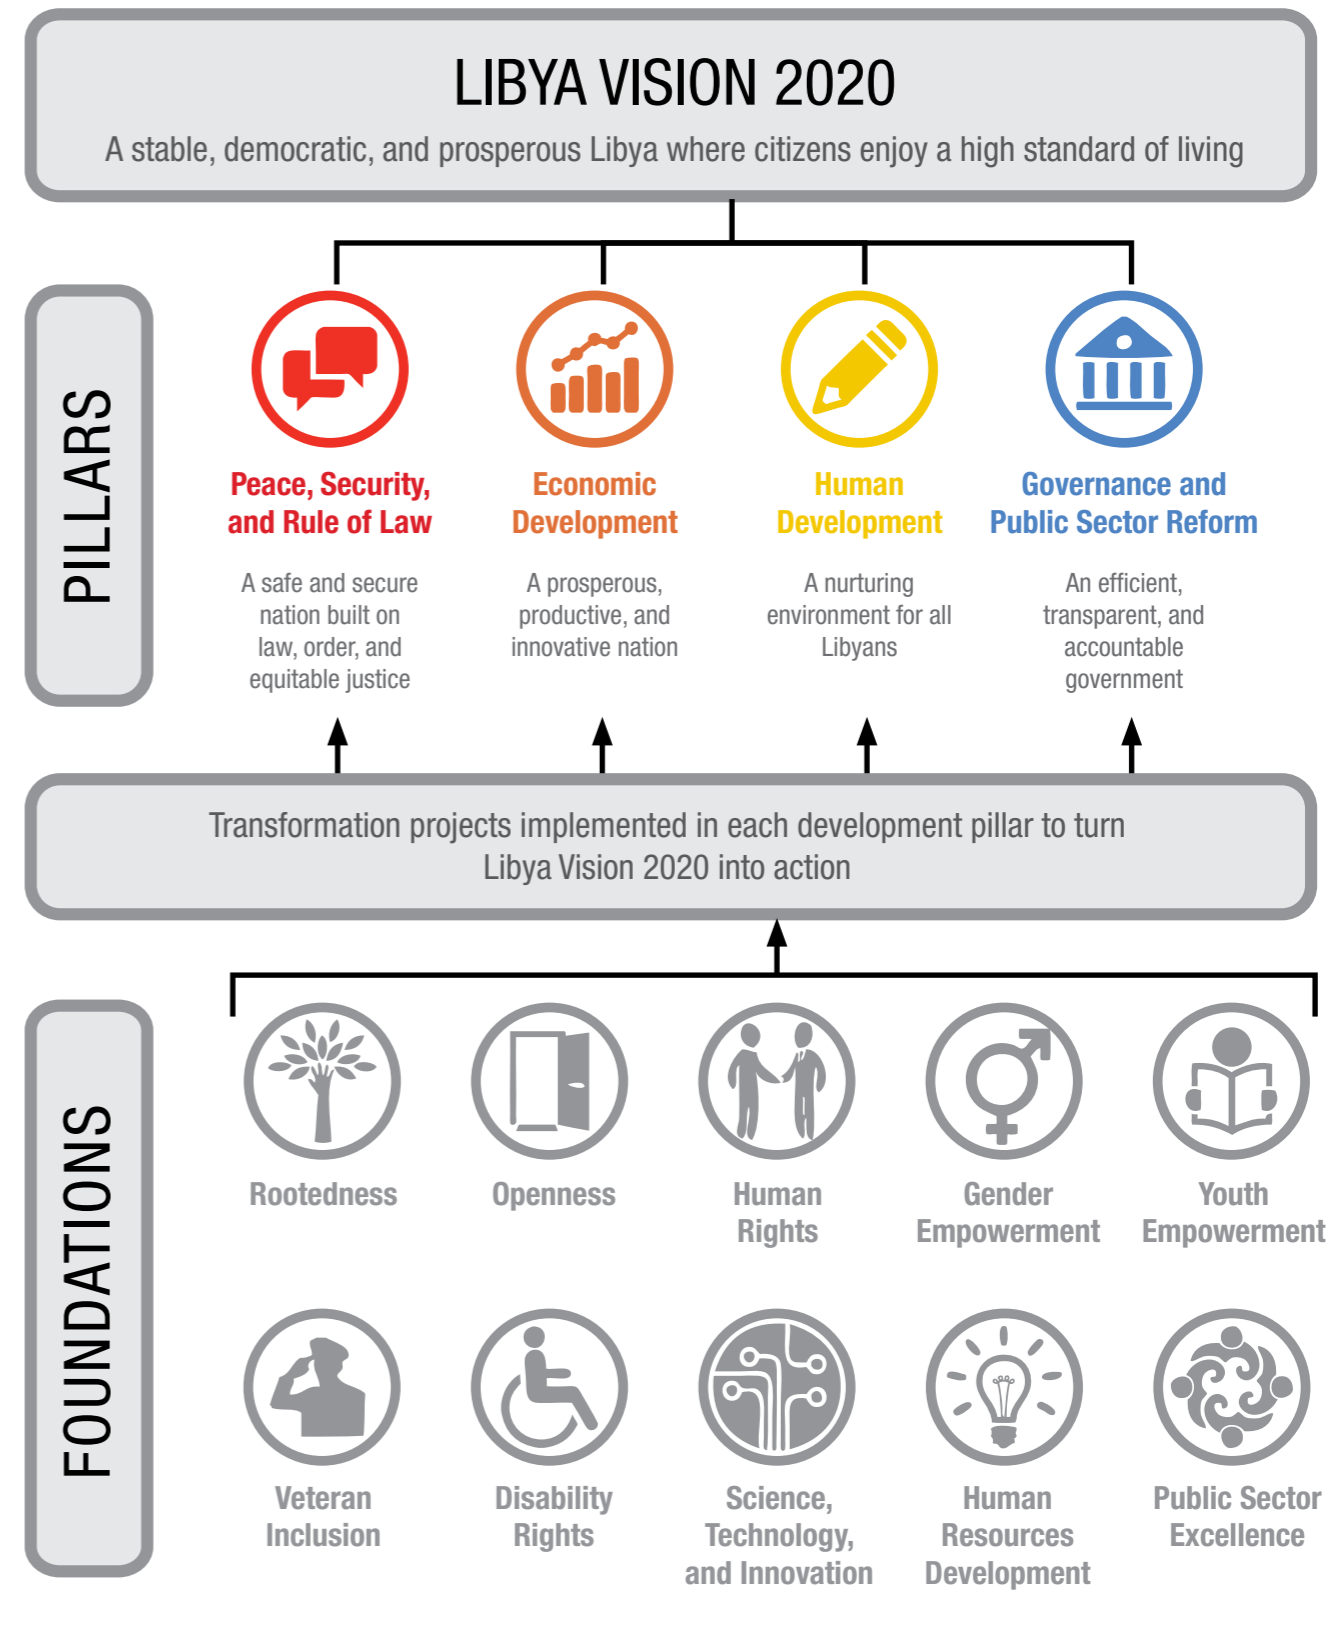 LIBYA VISION 2020
A stable, democratic, and prosperous Libya where citizens enjoy a high standard of living
PILLARS
Peace, Security,
and Rule of Law
A safe and secure
nation built on
law, order, and
equitable justice
Economic
Development
A prosperous,
productive, and
innovative nation
Human
Development
A nurturing
environment for all
Libyans
Governance and
Public Sector Reform
An efficient,
transparent, and
accountable
government
Transformation projects implemented in each development pillar to turn
Libya Vision 2020 into action
FOUNDATIONS
Rootedness
Openness
Human
Rights
Gender
Empowerment
Youth
Empowerment
Veteran
Inclusion
Disability
Rights
Science,
Technology,
and Innovation
Human
Resources
Development
Public Sector
Excellence